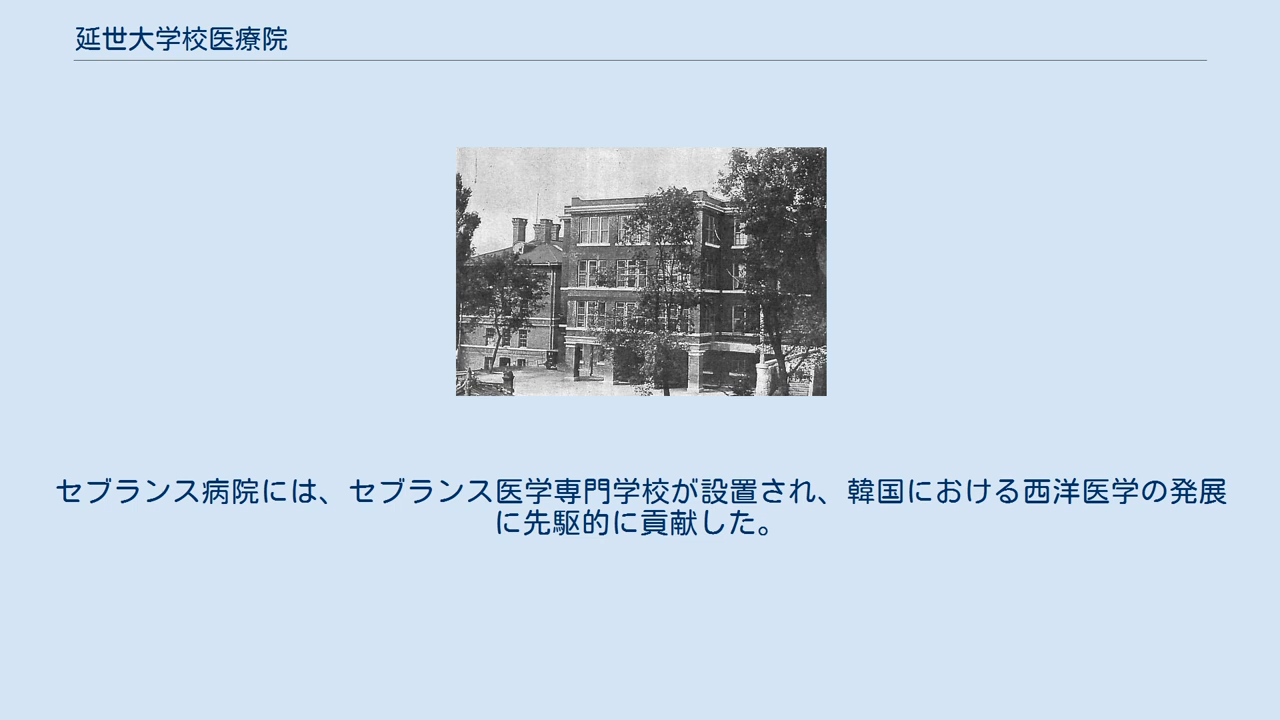 延世大学校医療院
セブランス病院には、セブランス医学専門学校が設置され、韓国における西洋医学の発展
に先駆的に貢献した。